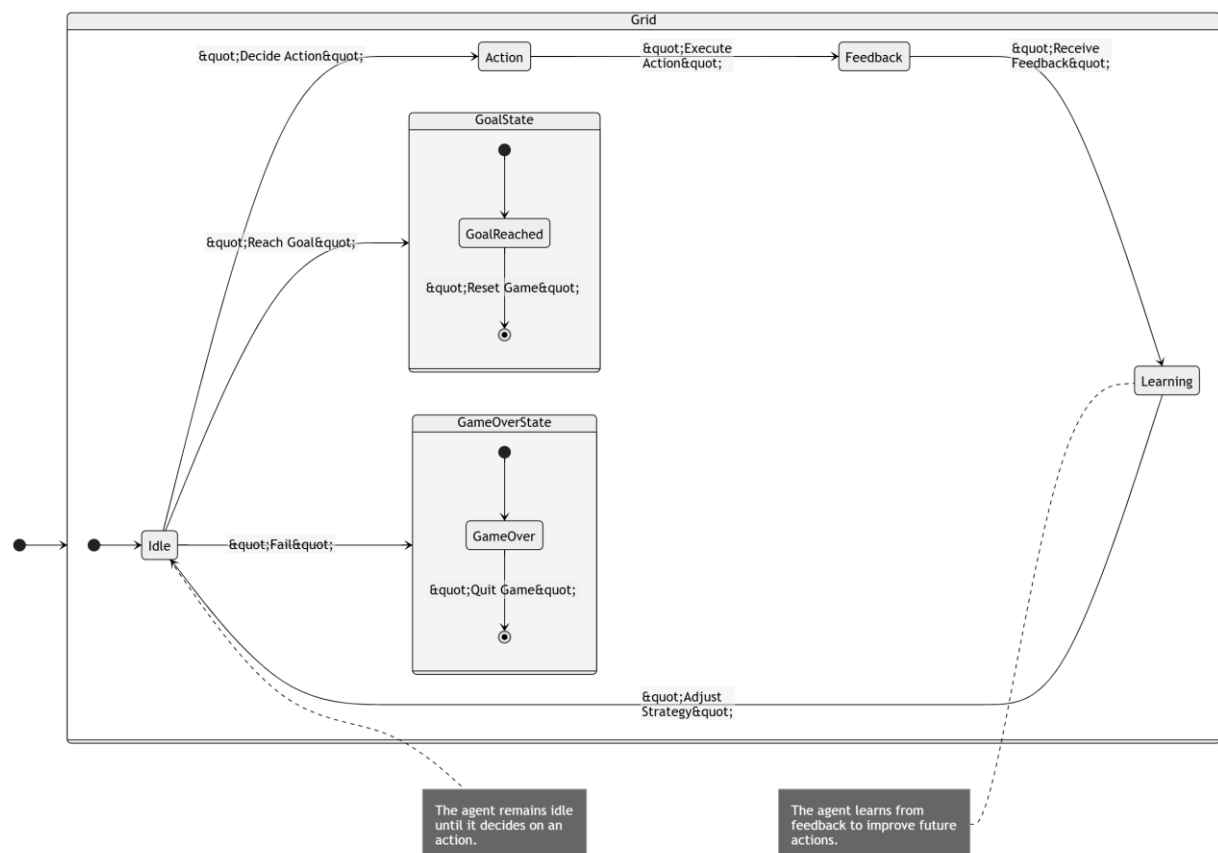 Grid
&quot;Decide Action&quot;
Action
&quot;Execute
Action&quot;
Feedback
&quot;Receive
Feedback&quot;
GoalState
GoalReached
&quot;Reach Goal&quot;
&quot;Reset Game&quot;
Learning
GameOverState
GameOver
Idle
&quot;Fail&quot;
&quot;Quit Game&quot;
&quot;Adjust
Strategy&quot;
The agent remains idle
until it decides on an
action.
The agent learns from
feedback to improve future
actions.